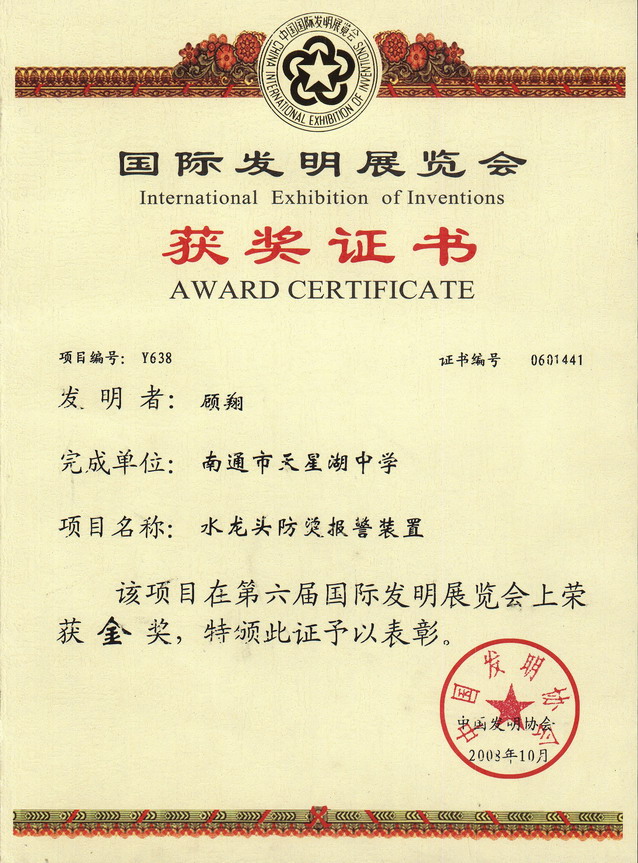 中国国际发明展览会
CHINA INTERNATIONAL EXHIBITION OF INVENTIONS
国际发明展览会
International Exhibition of Inventions
获奖证书
AWARD CERTIFICATE
项目编号: Y638 证书编号 0601441
发明者: 顾翔
完成单位: 南通市天星湖中学
项目名称: 水龙头防烫报警装置
该项目在第六届国际发明展览会上荣
获金奖,特颁此证予以表彰。
中国发明协会
中国发明协会
2008年10月